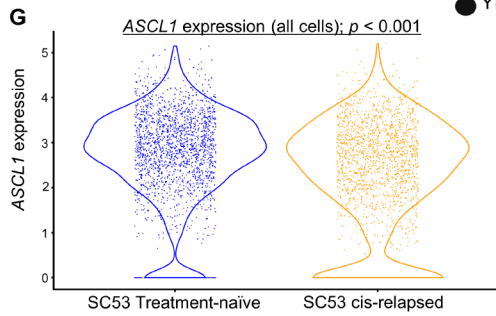 G
ASCL1 expression (all cells); p < 0.001
ASCL1 expression
5
4
3
2
1
0
SC53 Treatment-naïve
SC53 cis-relapsed